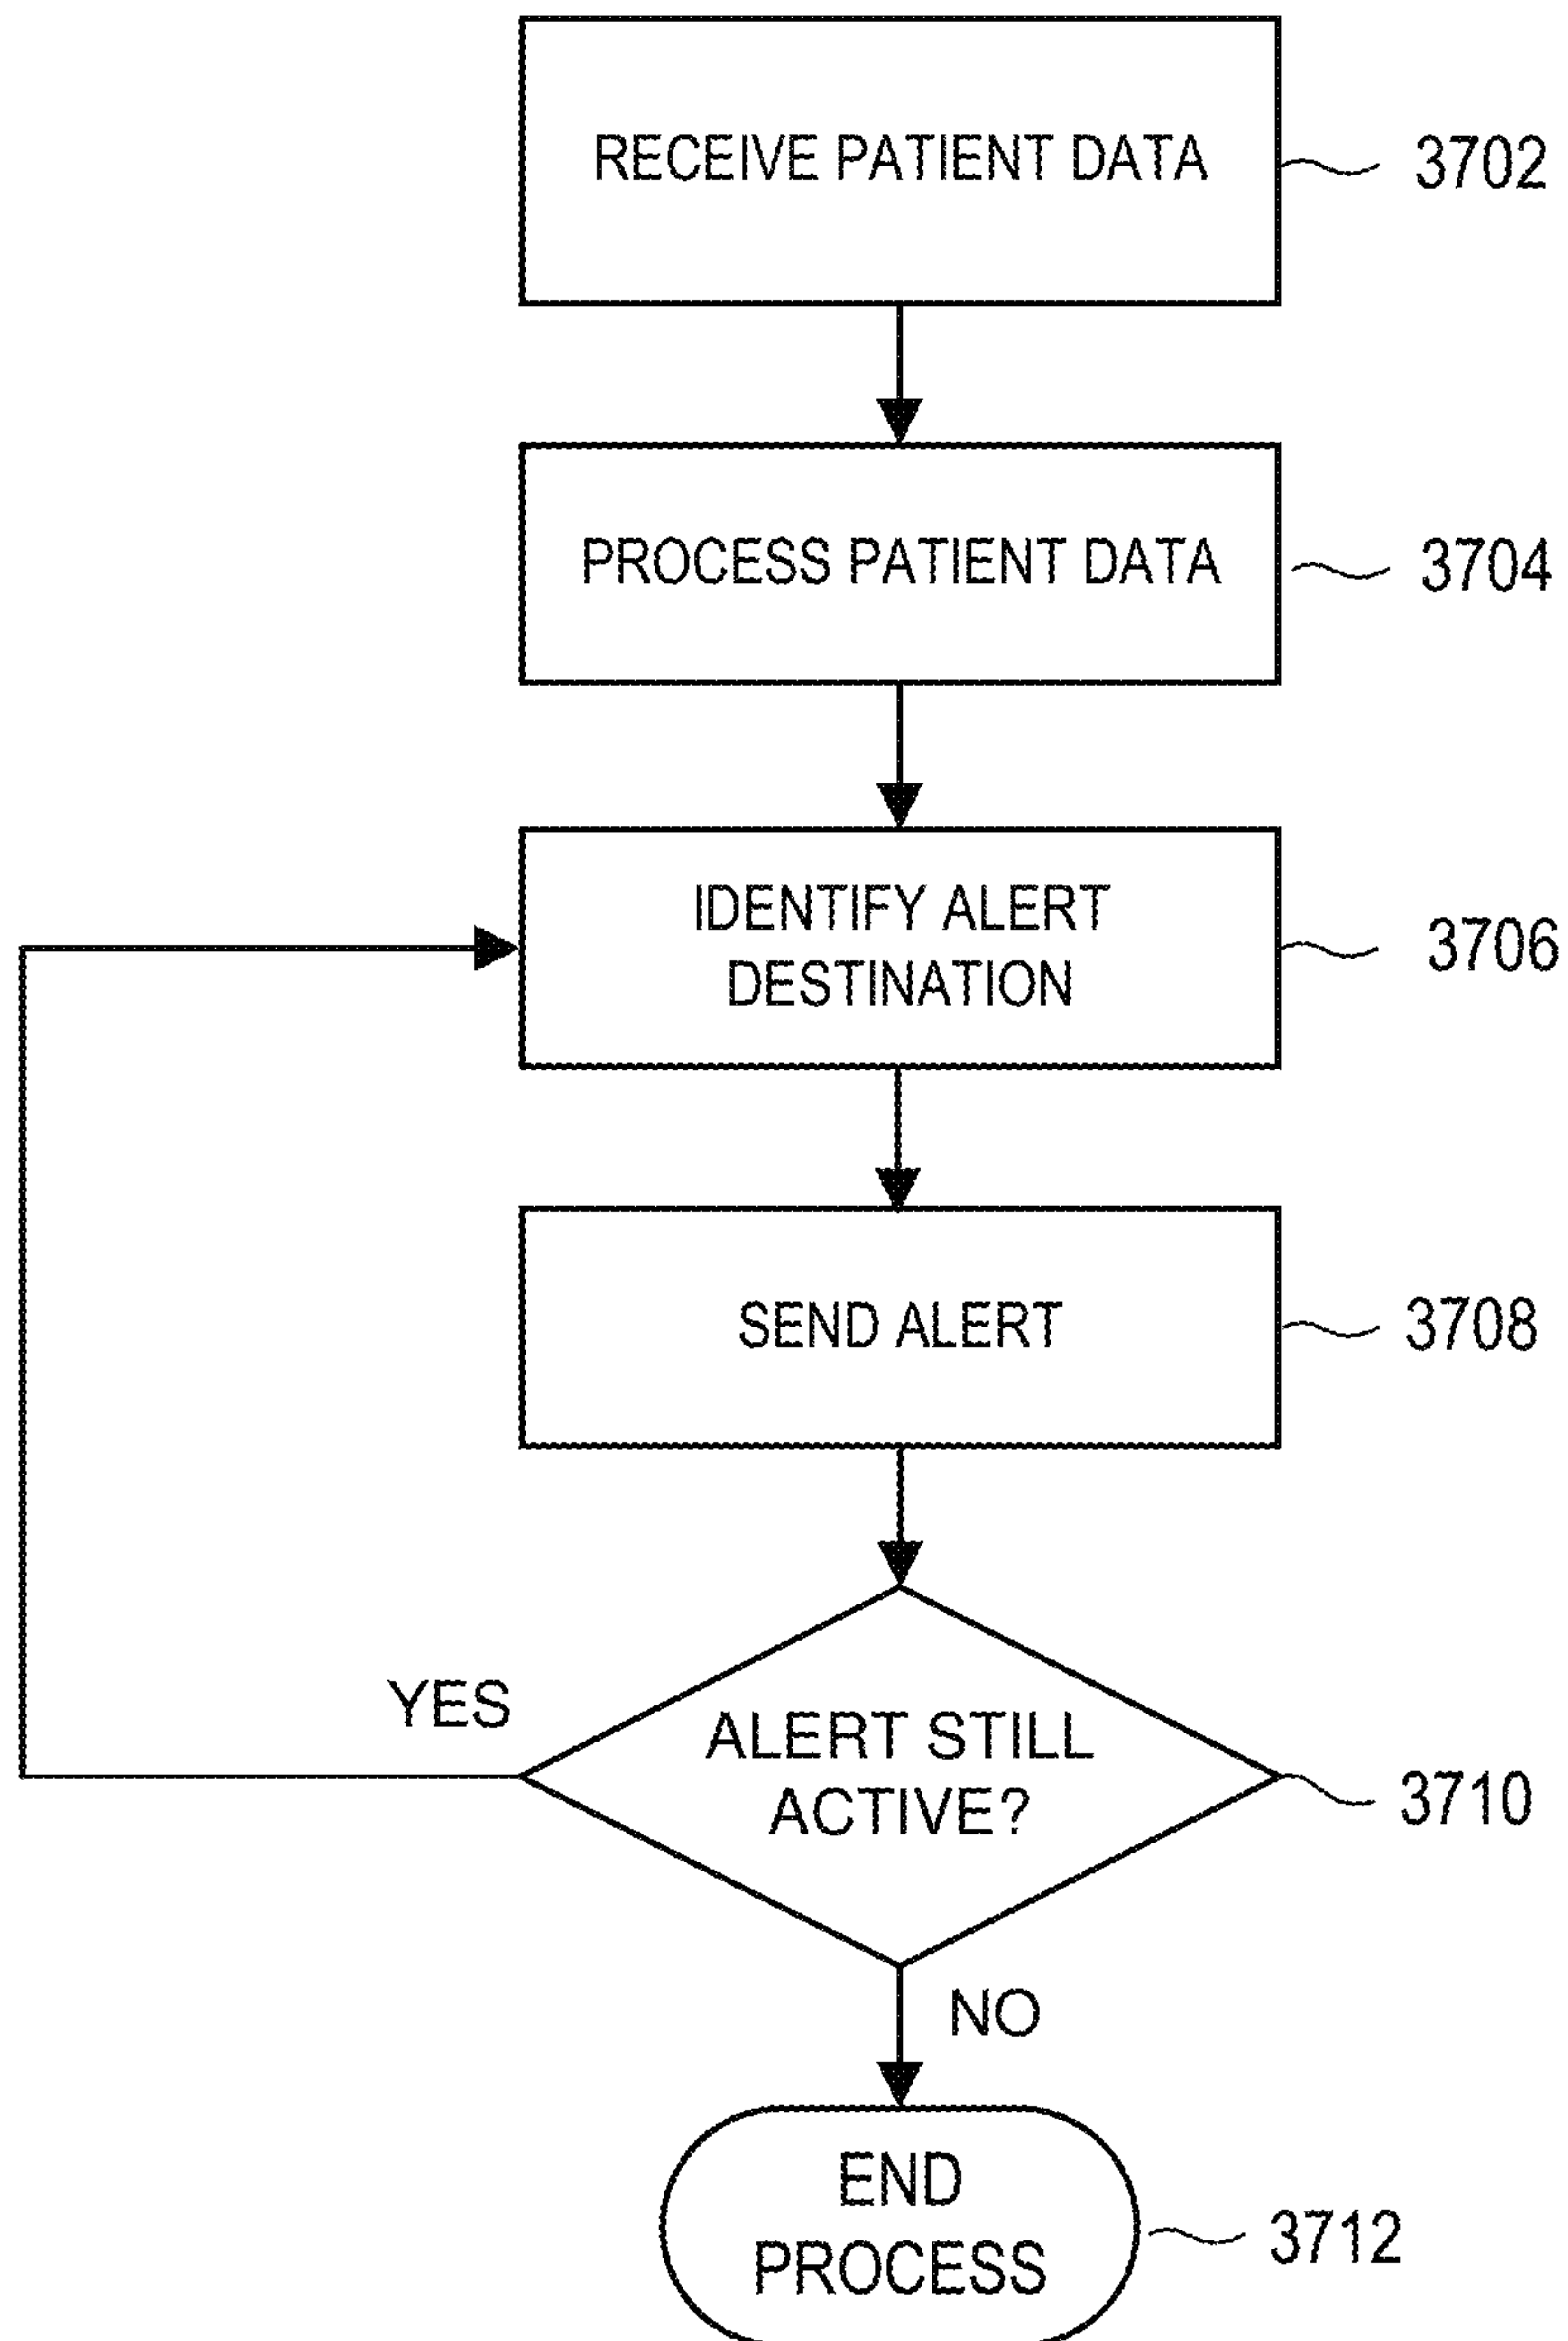 RECEIVE PATIENT DATA
3702
PROCESS PATIENT DATA
3704
IDENTIFY ALERT
DESTINATION
3706
SEND ALERT
3708
YES
ALERT STILL
ACTIVE?
3710
NO
END
PROCESS
3712